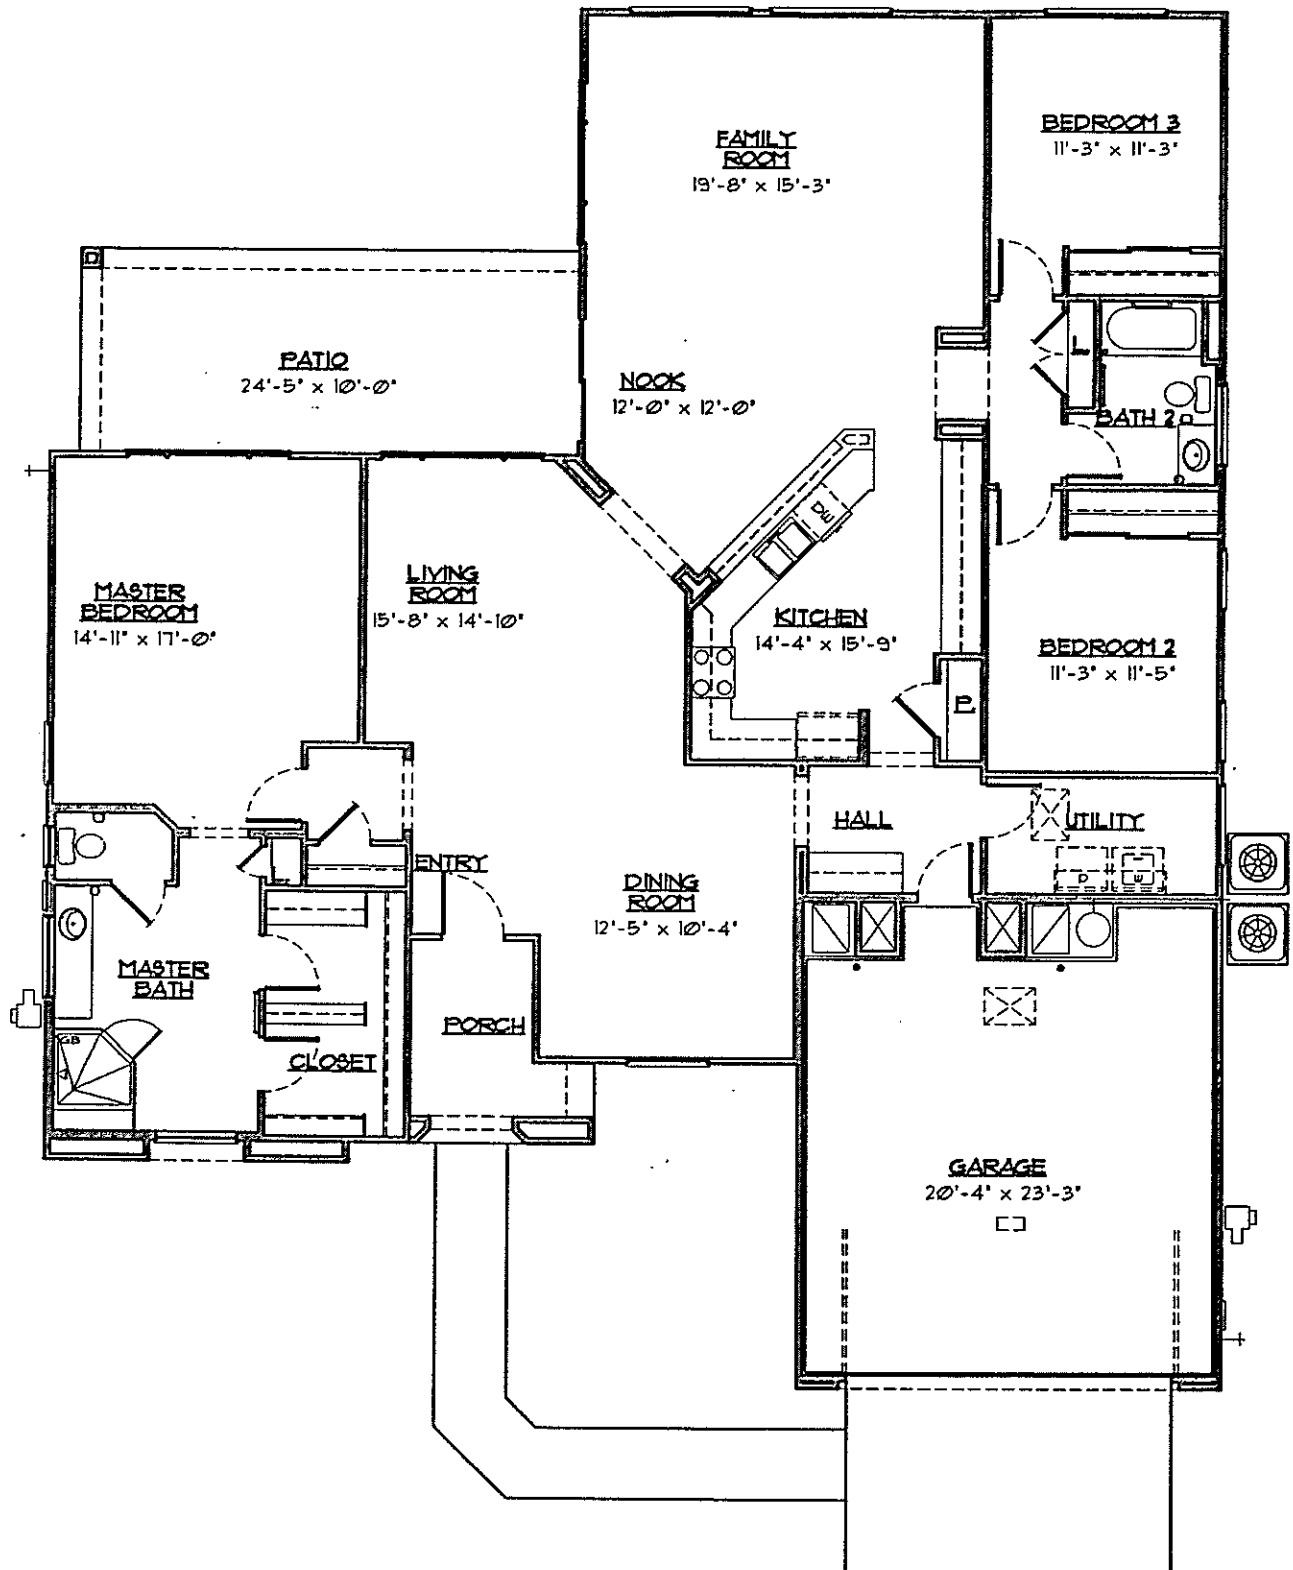 FAMILY
ROOM
19'-8" x 15'-3"
BEDROOM 3
11'-3" x 11'-3"
PATIO
24'-5" x 10'-0"
NOOK
12'-0" x 12'-0"
L
BATH 2
DW
MASTER
BEDROOM
14'-11" x 17'-0"
LIVING
ROOM
15'-8" x 14'-10"
KITCHEN
14'-4" x 15'-9"
BEDROOM 2
11'-3" x 11'-5"
P
HALL
UTILITY
D
W
ENTRY
DINING
ROOM
12'-5" x 10'-4"
MASTER
BATH
PORCH
GB
CLOSET
GARAGE
20'-4" x 23'-3"